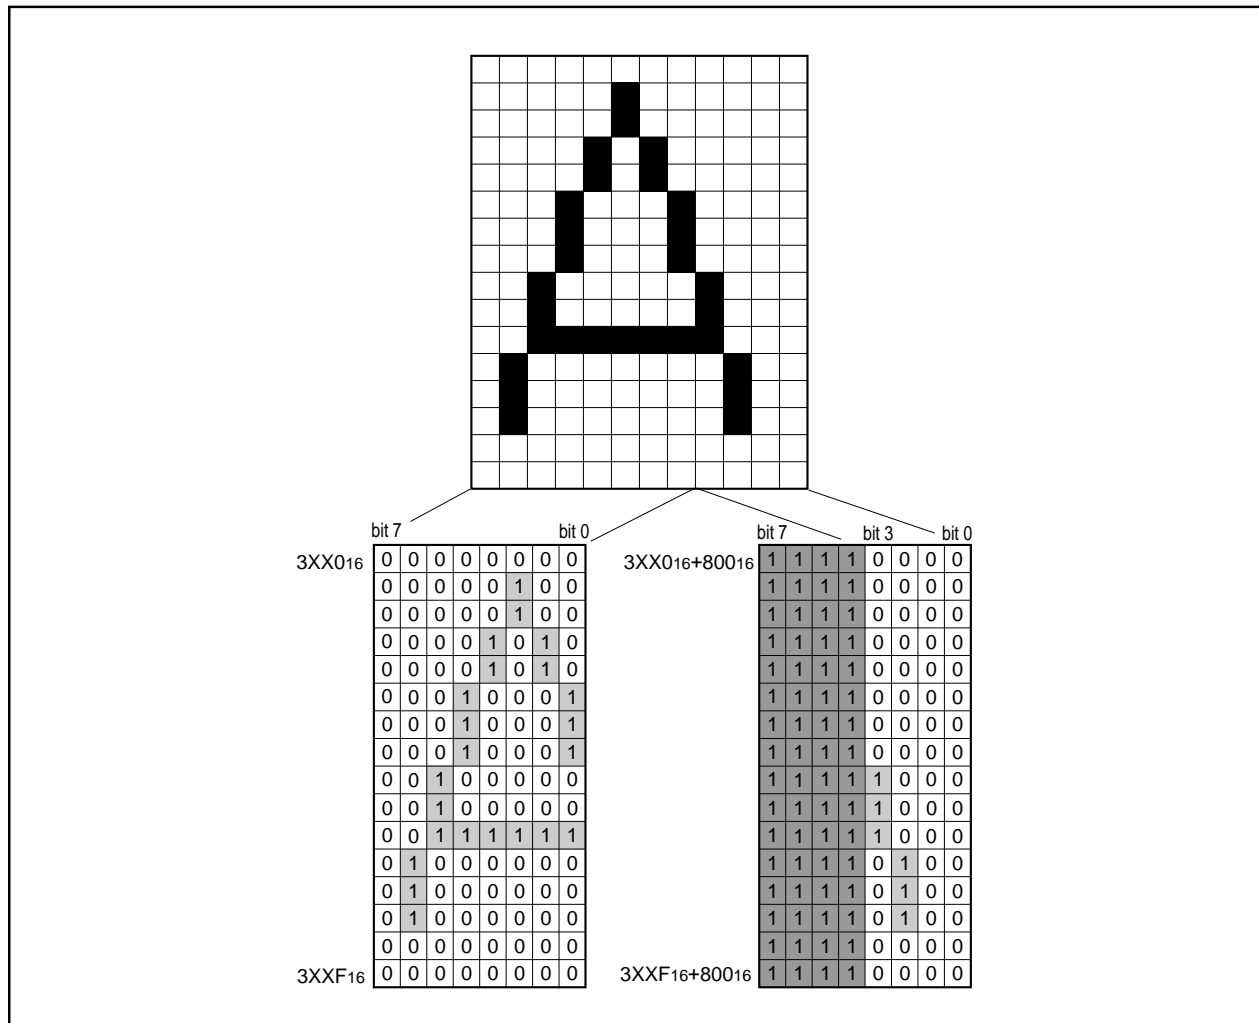 bit 7 bit 0 bit 7 bit 3 bit 0
3XX016 0 0 0 0 0 0 0 0 3XX016+80016 1 1 1 1 0 0 0 0
0 0 0 0 0 1 0 0 1 1 1 1 0 0 0 0
0 0 0 0 0 1 0 0 1 1 1 1 0 0 0 0
0 0 0 0 1 0 1 0 1 1 1 1 0 0 0 0
0 0 0 0 1 0 1 0 1 1 1 1 0 0 0 0
0 0 0 1 0 0 0 1 1 1 1 1 0 0 0 0
0 0 0 1 0 0 0 1 1 1 1 1 0 0 0 0
0 0 0 1 0 0 0 1 1 1 1 1 0 0 0 0
0 0 1 0 0 0 0 0 1 1 1 1 1 0 0 0
0 0 1 0 0 0 0 0 1 1 1 1 1 0 0 0
0 0 1 1 1 1 1 1 1 1 1 1 1 0 0 0
0 1 0 0 0 0 0 0 1 1 1 1 0 1 0 0
0 1 0 0 0 0 0 0 1 1 1 1 0 1 0 0
0 1 0 0 0 0 0 0 1 1 1 1 0 1 0 0
0 0 0 0 0 0 0 0 1 1 1 1 0 0 0 0
3XXF16 0 0 0 0 0 0 0 0 3XXF16+80016 1 1 1 1 0 0 0 0